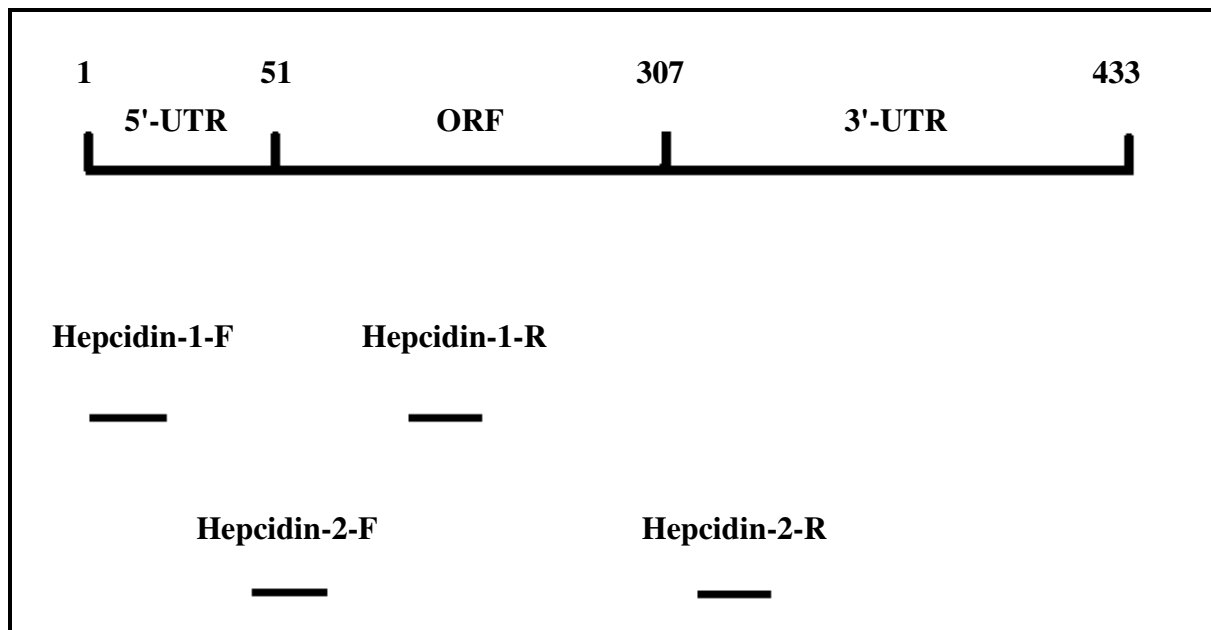 1 51 307 433
5'-UTR ORF 3'-UTR
Hepcidin-1-F Hepcidin-1-R
Hepcidin-2-F Hepcidin-2-R